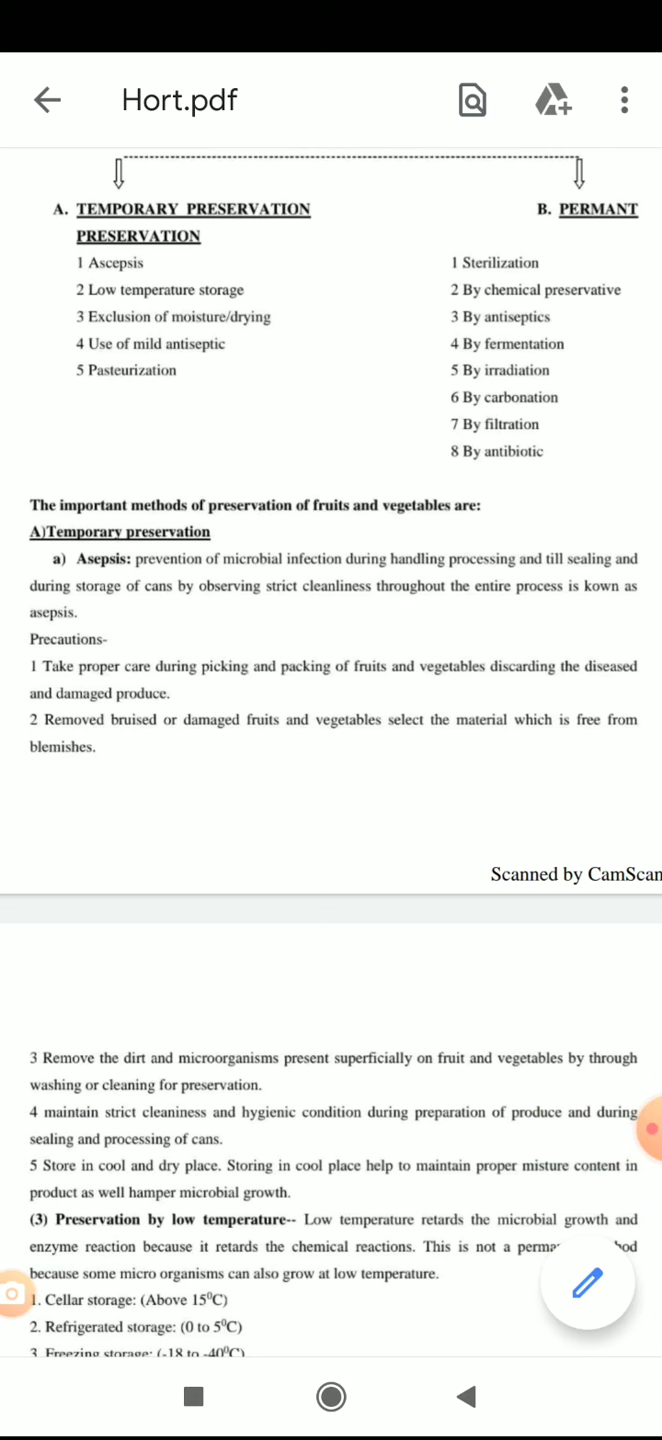 Hort.pdf
A. TEMPORARY PRESERVATION B. PERMANT
PRESERVATION
1 Ascepsis 1 Sterilization
2 Low temperature storage 2 By chemical preservative
3 Exclusion of moisture/drying 3 By antiseptics
4 Use of mild antiseptic 4 By fermentation
5 Pasteurization 5 By irradiation
6 By carbonation
7 By filtration
8 By antibiotic
The important methods of preservation of fruits and vegetables are:
A)Temporary preservation
a) Asepsis: prevention of microbial infection during handling processing and till sealing and
during storage of cans by observing strict cleanliness throughout the entire process is kown as
asepsis.
Precautions-
1 Take proper care during picking and packing of fruits and vegetables discarding the diseased
and damaged produce.
2 Removed bruised or damaged fruits and vegetables select the material which is free from
blemishes.
Scanned by CamScan
3 Remove the dirt and microorganisms present superficially on fruit and vegetables by through
washing or cleaning for preservation.
4 maintain strict cleaniness and hygienic condition during preparation of produce and during
sealing and processing of cans.
5 Store in cool and dry place. Storing in cool place help to maintain proper misture content in
product as well hamper microbial growth.
(3) Preservation by low temperature-- Low temperature retards the microbial growth and
enzyme reaction because it retards the chemical reactions. This is not a
because some micro organisms can also grow at low temperature.
1. Cellar storage: (Above 15⁰C)
2. Refrigerated storage: (0 to 5⁰C)
3. Freezing storage: (-18 to -40⁰C)